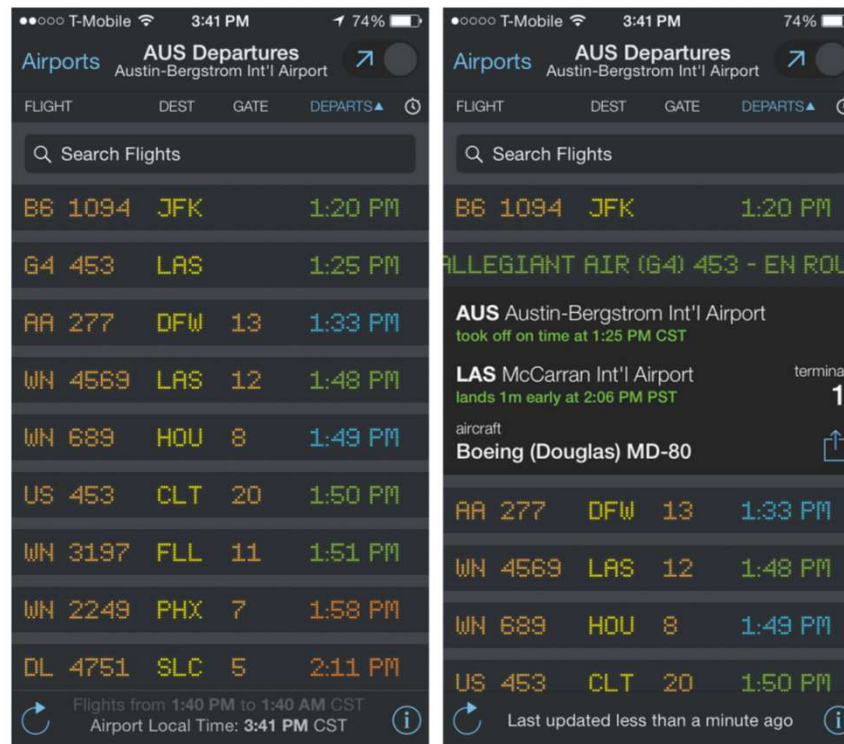 T-Mobile 3:41 PM 74%
Airports AUS Departures
Austin-Bergstrom Int'l Airport
FLIGHT DEST GATE DEPARTS▲
Search Flights
B6 1094 JFK 1:20 PM
G4 453 LAS 1:25 PM
AA 277 DFW 13 1:33 PM
WN 4569 LAS 12 1:48 PM
WN 689 HOU 8 1:49 PM
US 453 CLT 20 1:50 PM
WN 3197 FLL 11 1:51 PM
WN 2249 PHX 7 1:58 PM
DL 4751 SLC 5 2:11 PM
Flights from 1:40 PM to 1:40 AM CST
Airport Local Time: 3:41 PM CST
T-Mobile 3:41 PM 74%
Airports AUS Departures
Austin-Bergstrom Int'l Airport
FLIGHT DEST GATE DEPARTS▲
Search Flights
B6 1094 JFK 1:20 PM
ALLEGIANT AIR (G4) 453 - EN ROU
AUS Austin-Bergstrom Int'l Airport
took off on time at 1:25 PM CST
LAS McCarran Int'l Airport termina
lands 1m early at 2:06 PM PST 1
aircraft
Boeing (Douglas) MD-80
AA 277 DFW 13 1:33 PM
WN 4569 LAS 12 1:48 PM
WN 689 HOU 8 1:49 PM
US 453 CLT 20 1:50 PM
Last updated less than a minute ago